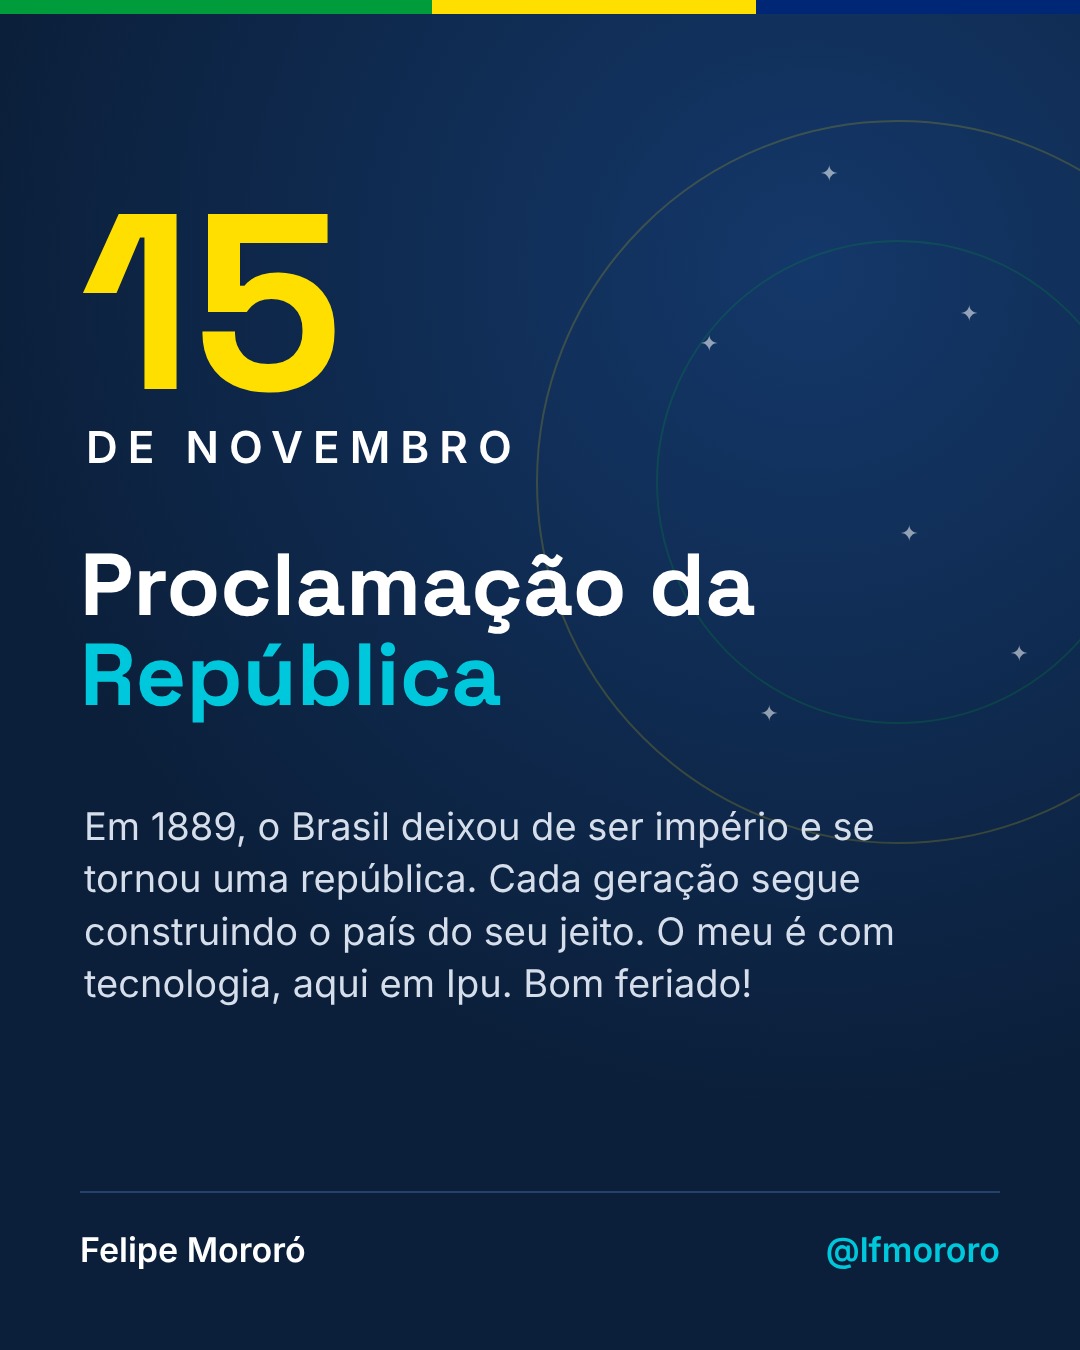 15
DE NOVEMBRO
Proclamação da
República
Em 1889, o Brasil deixou de ser império e se
tornou uma república. Cada geração segue
construindo o país do seu jeito. O meu é com
tecnologia, aqui em Ipu. Bom feriado!
Felipe Mororó
@lfmororo